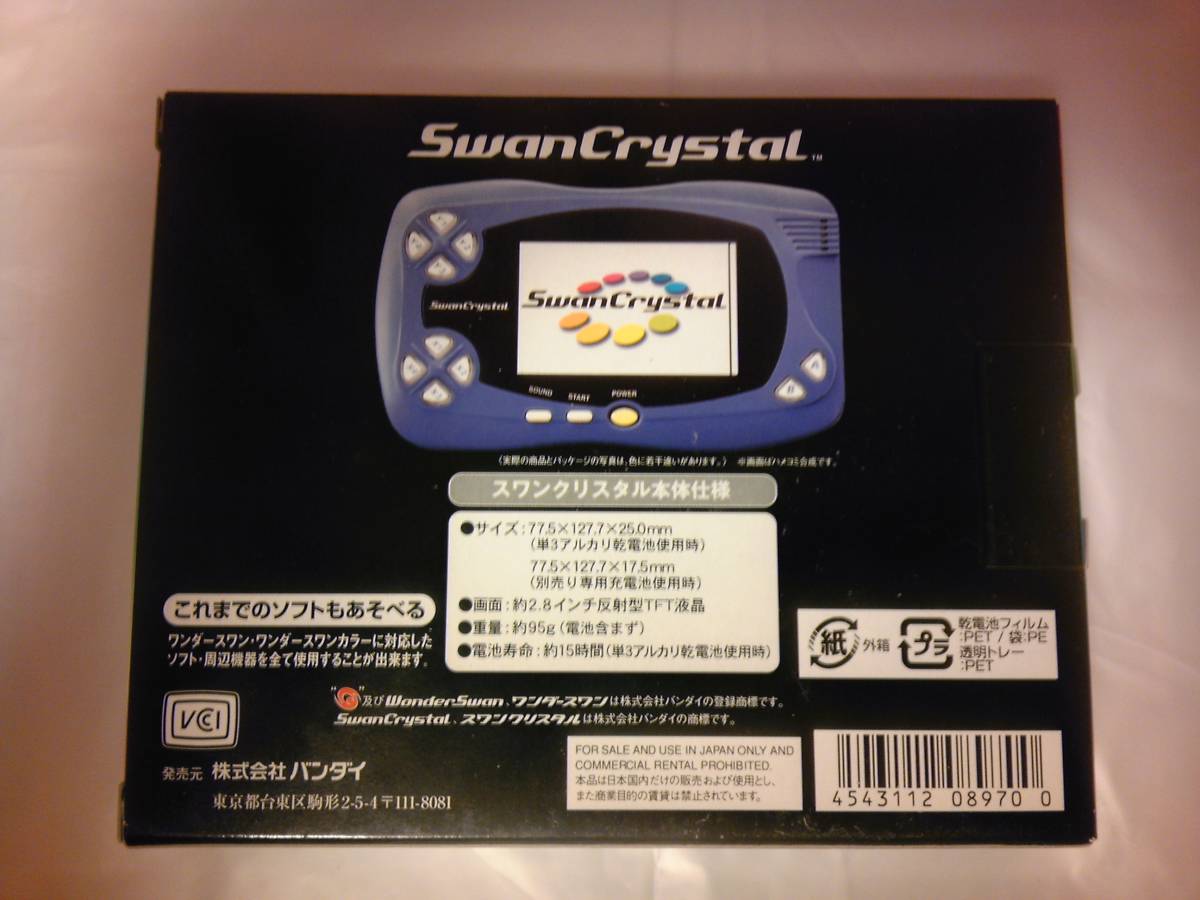 SwanCrystal™
SwanCrystal
SwanCrystal
SOUND
START
POWER
A
B
(実際の商品とパッケージの写真は、色に若干違いがあります。) ※画面はハメコミ合成です。
スワンクリスタル本体仕様
●サイズ:77.5×127.7×25.0mm
(単3アルカリ乾電池使用時)
77.5×127.7×17.5mm
(別売り専用充電池使用時)
●画面:約2.8インチ反射型TFT液晶
●重量:約95g(電池含まず)
●電池寿命:約15時間(単3アルカリ乾電池使用時)
これまでのソフトもあそべる
ワンダースワン・ワンダースワンカラーに対応した
ソフト・周辺機器を全て使用することが出来ます。
紙 外箱
プラ
乾電池フィルム
:PET / 袋:PE
透明トレー
:PET
"  "及びWonderSwan、ワンダースワンは株式会社バンダイの登録商標です。
SwanCrystal、スワンクリスタルは株式会社バンダイの商標です。
VCCI
発売元 株式会社 バンダイ
東京都台東区駒形2-5-4〒111-8081
FOR SALE AND USE IN JAPAN ONLY AND
COMMERCIAL RENTAL PROHIBITED.
本品は日本国内だけの販売および使用とし、
また商業目的の賃貸は禁止されています。
4543112 08970 0